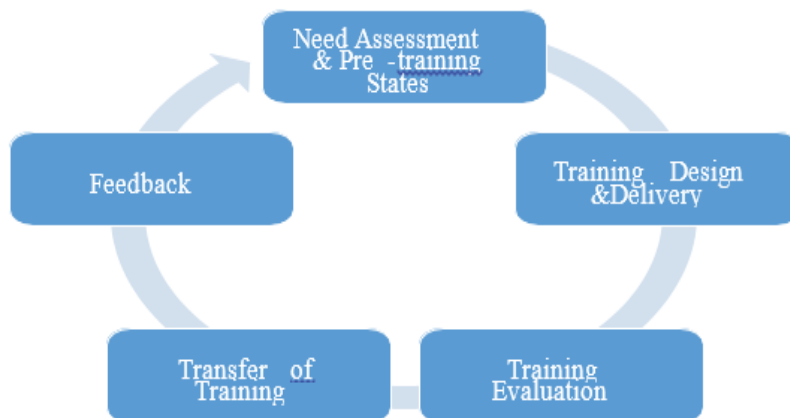 Need Assessment
& Pre -training
States
Training Design
&Delivery
Training
Evaluation
Transfer of
Training
Feedback